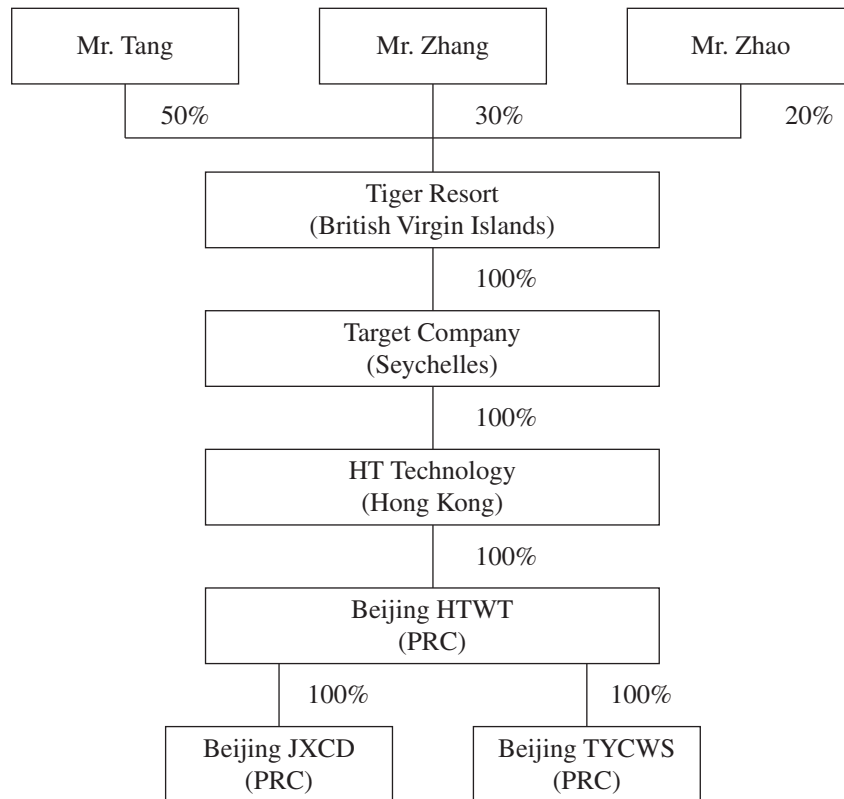 Mr. Tang
Mr. Zhang
Mr. Zhao
50%
30%
20%
Tiger Resort
(British Virgin Islands)
100%
Target Company
(Seychelles)
100%
HT Technology
(Hong Kong)
100%
Beijing HTWT
(PRC)
100%
100%
Beijing JXCD
(PRC)
Beijing TYCWS
(PRC)